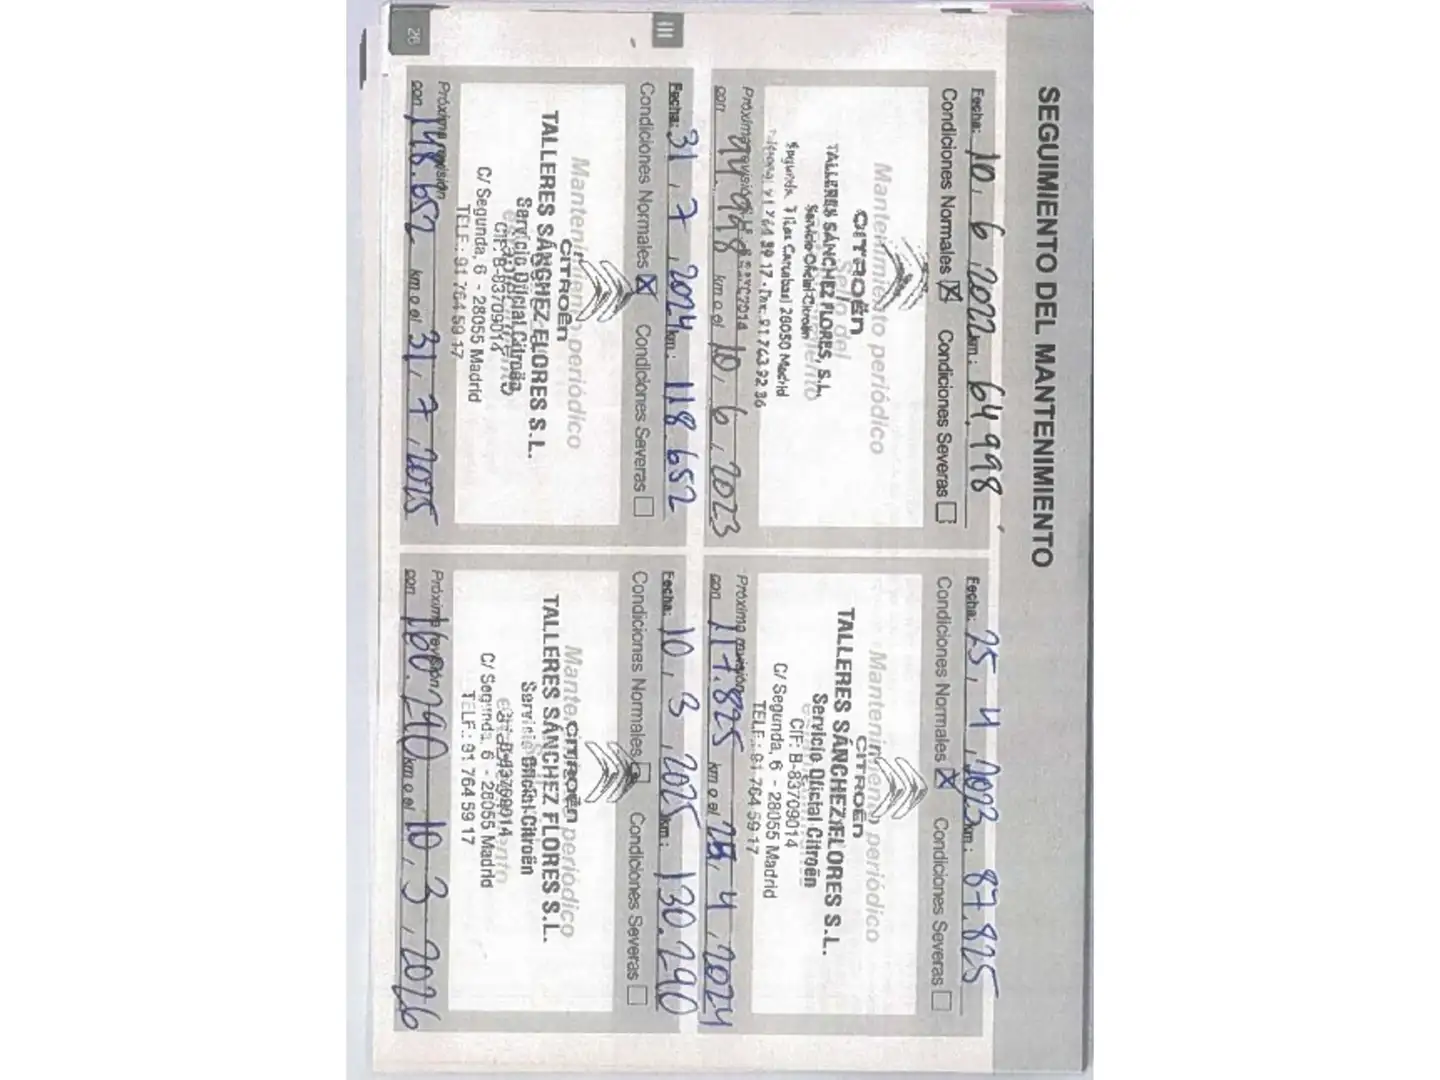 SEGUIMIENTO DEL MANTENIMIENTO
Fecha: 10, 6, 2022 km: 64.998
Condiciones Normales Condiciones Severas
Mantenimiento periódico
CITROËN
TALLERES SÁNCHEZ FLORES, S.L.
Servicio Oficial Citroën
Segunda, 28050 Madrid
Próxima revisión
con 94.998 km o el 10, 6, 2023
Fecha: 25, 4, 2023 km: 87.825
Condiciones Normales Condiciones Severas
Mantenimiento periódico
CITROËN
TALLERES SÁNCHEZ FLORES S.L.
Servicio Oficial Citroën
CIF: B-83709014
C/ Segunda, 6 - 28055 Madrid
TELF.: 91 764 59 17
Próxima revisión
con 117.825 km o el 25, 4, 2024
III
Fecha: 31, 7, 2024 km: 118.652
Condiciones Normales Condiciones Severas
Mantenimiento periódico
CITROËN
TALLERES SÁNCHEZ FLORES S.L.
Servicio Oficial Citroën
CIF: B-83709014
C/ Segunda, 6 - 28055 Madrid
TELF.: 91 764 59 17
Próxima revisión
con 148.652 km o el 31, 7, 2025
Fecha: 10, 3, 2025 km: 130.290
Condiciones Normales Condiciones Severas
Mantenimiento periódico
CITROËN
TALLERES SÁNCHEZ FLORES S.L.
Servicio Oficial Citroën
CIF: B-83709014
C/ Segunda, 6 - 28055 Madrid
TELF.: 91 764 59 17
Próxima revisión
con 160.290 km o el 10, 3, 2026
26